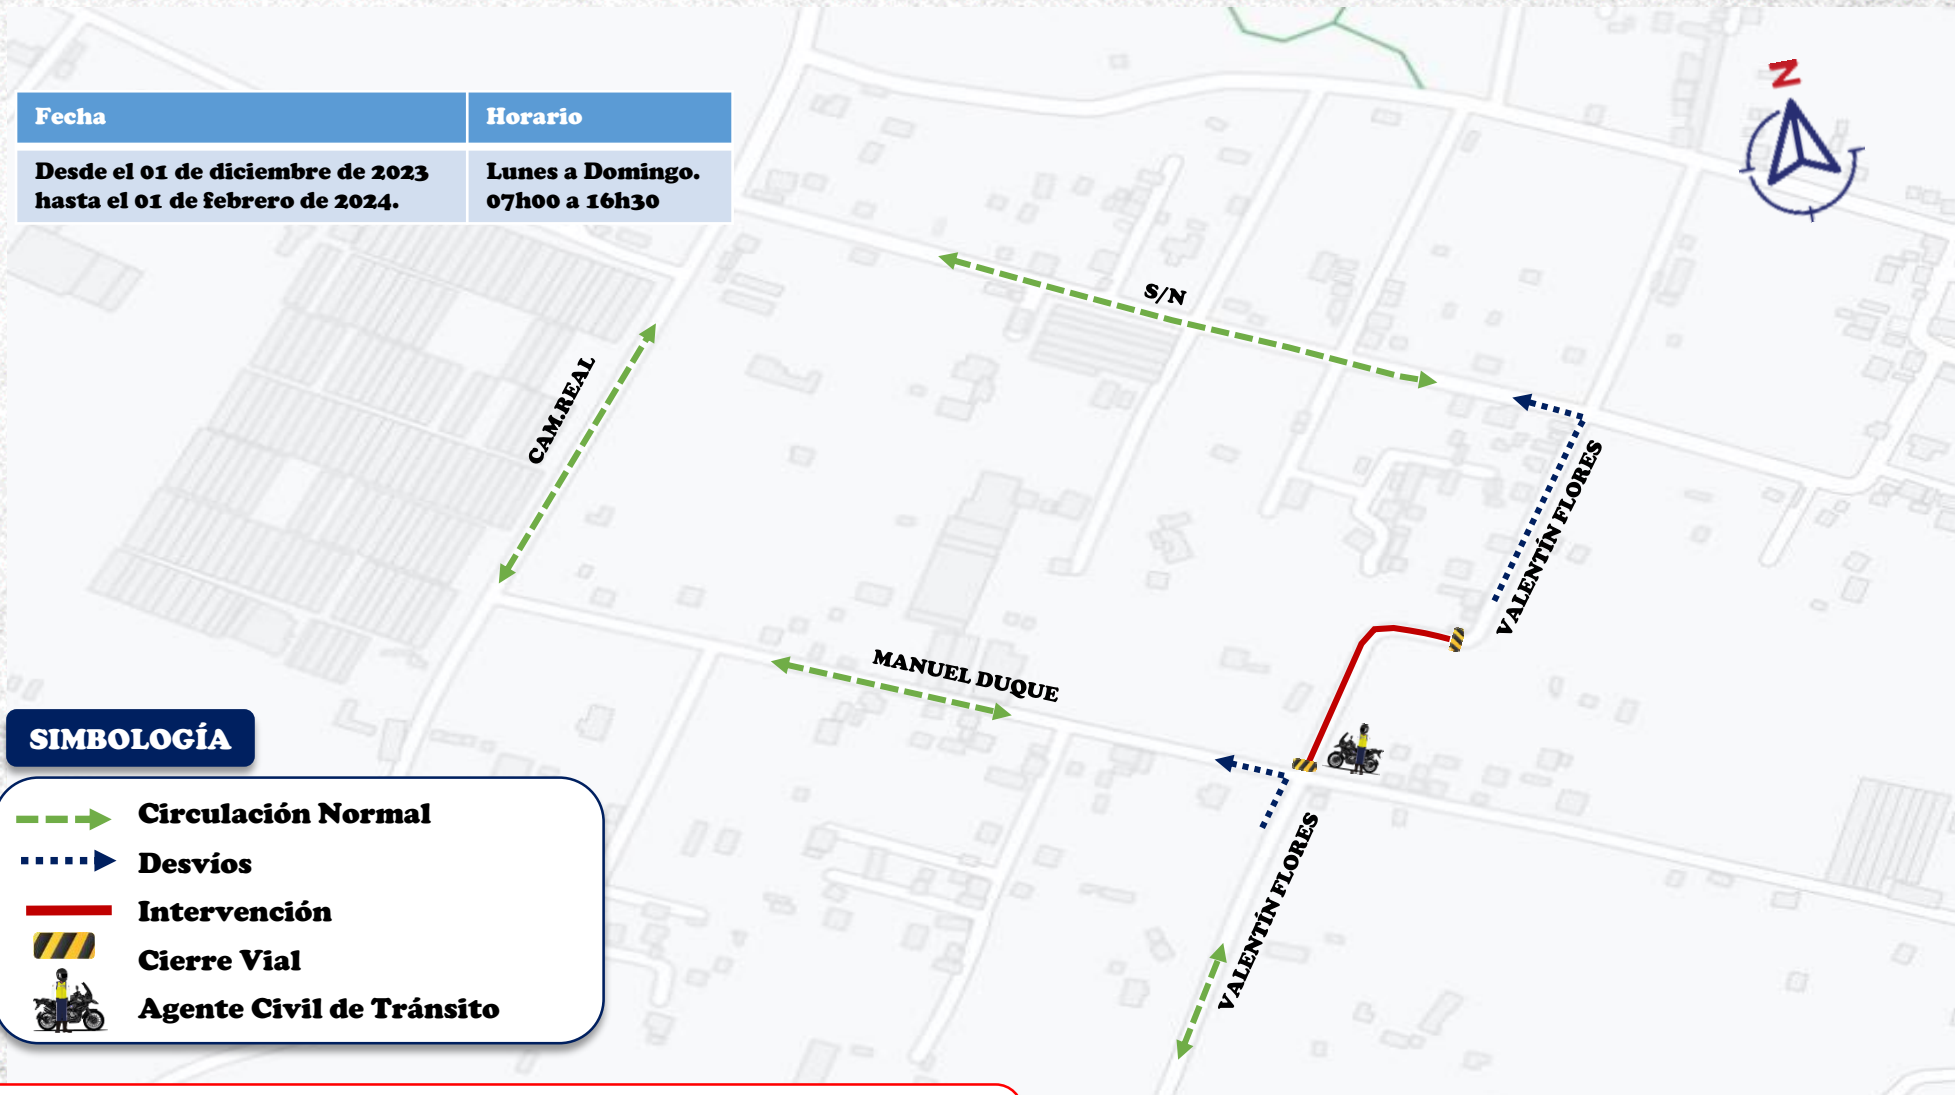 Fecha
Horario
Desde el 01 de diciembre de 2023
hasta el 01 de febrero de 2024.
Lunes a Domingo.
07h00 a 16h30
N
S/N
CAM.REAL
VALENTÍN FLORES
MANUEL DUQUE
VALENTÍN FLORES
SIMBOLOGÍA
Circulación Normal
Desvíos
Intervención
Cierre Vial
Agente Civil de Tránsito